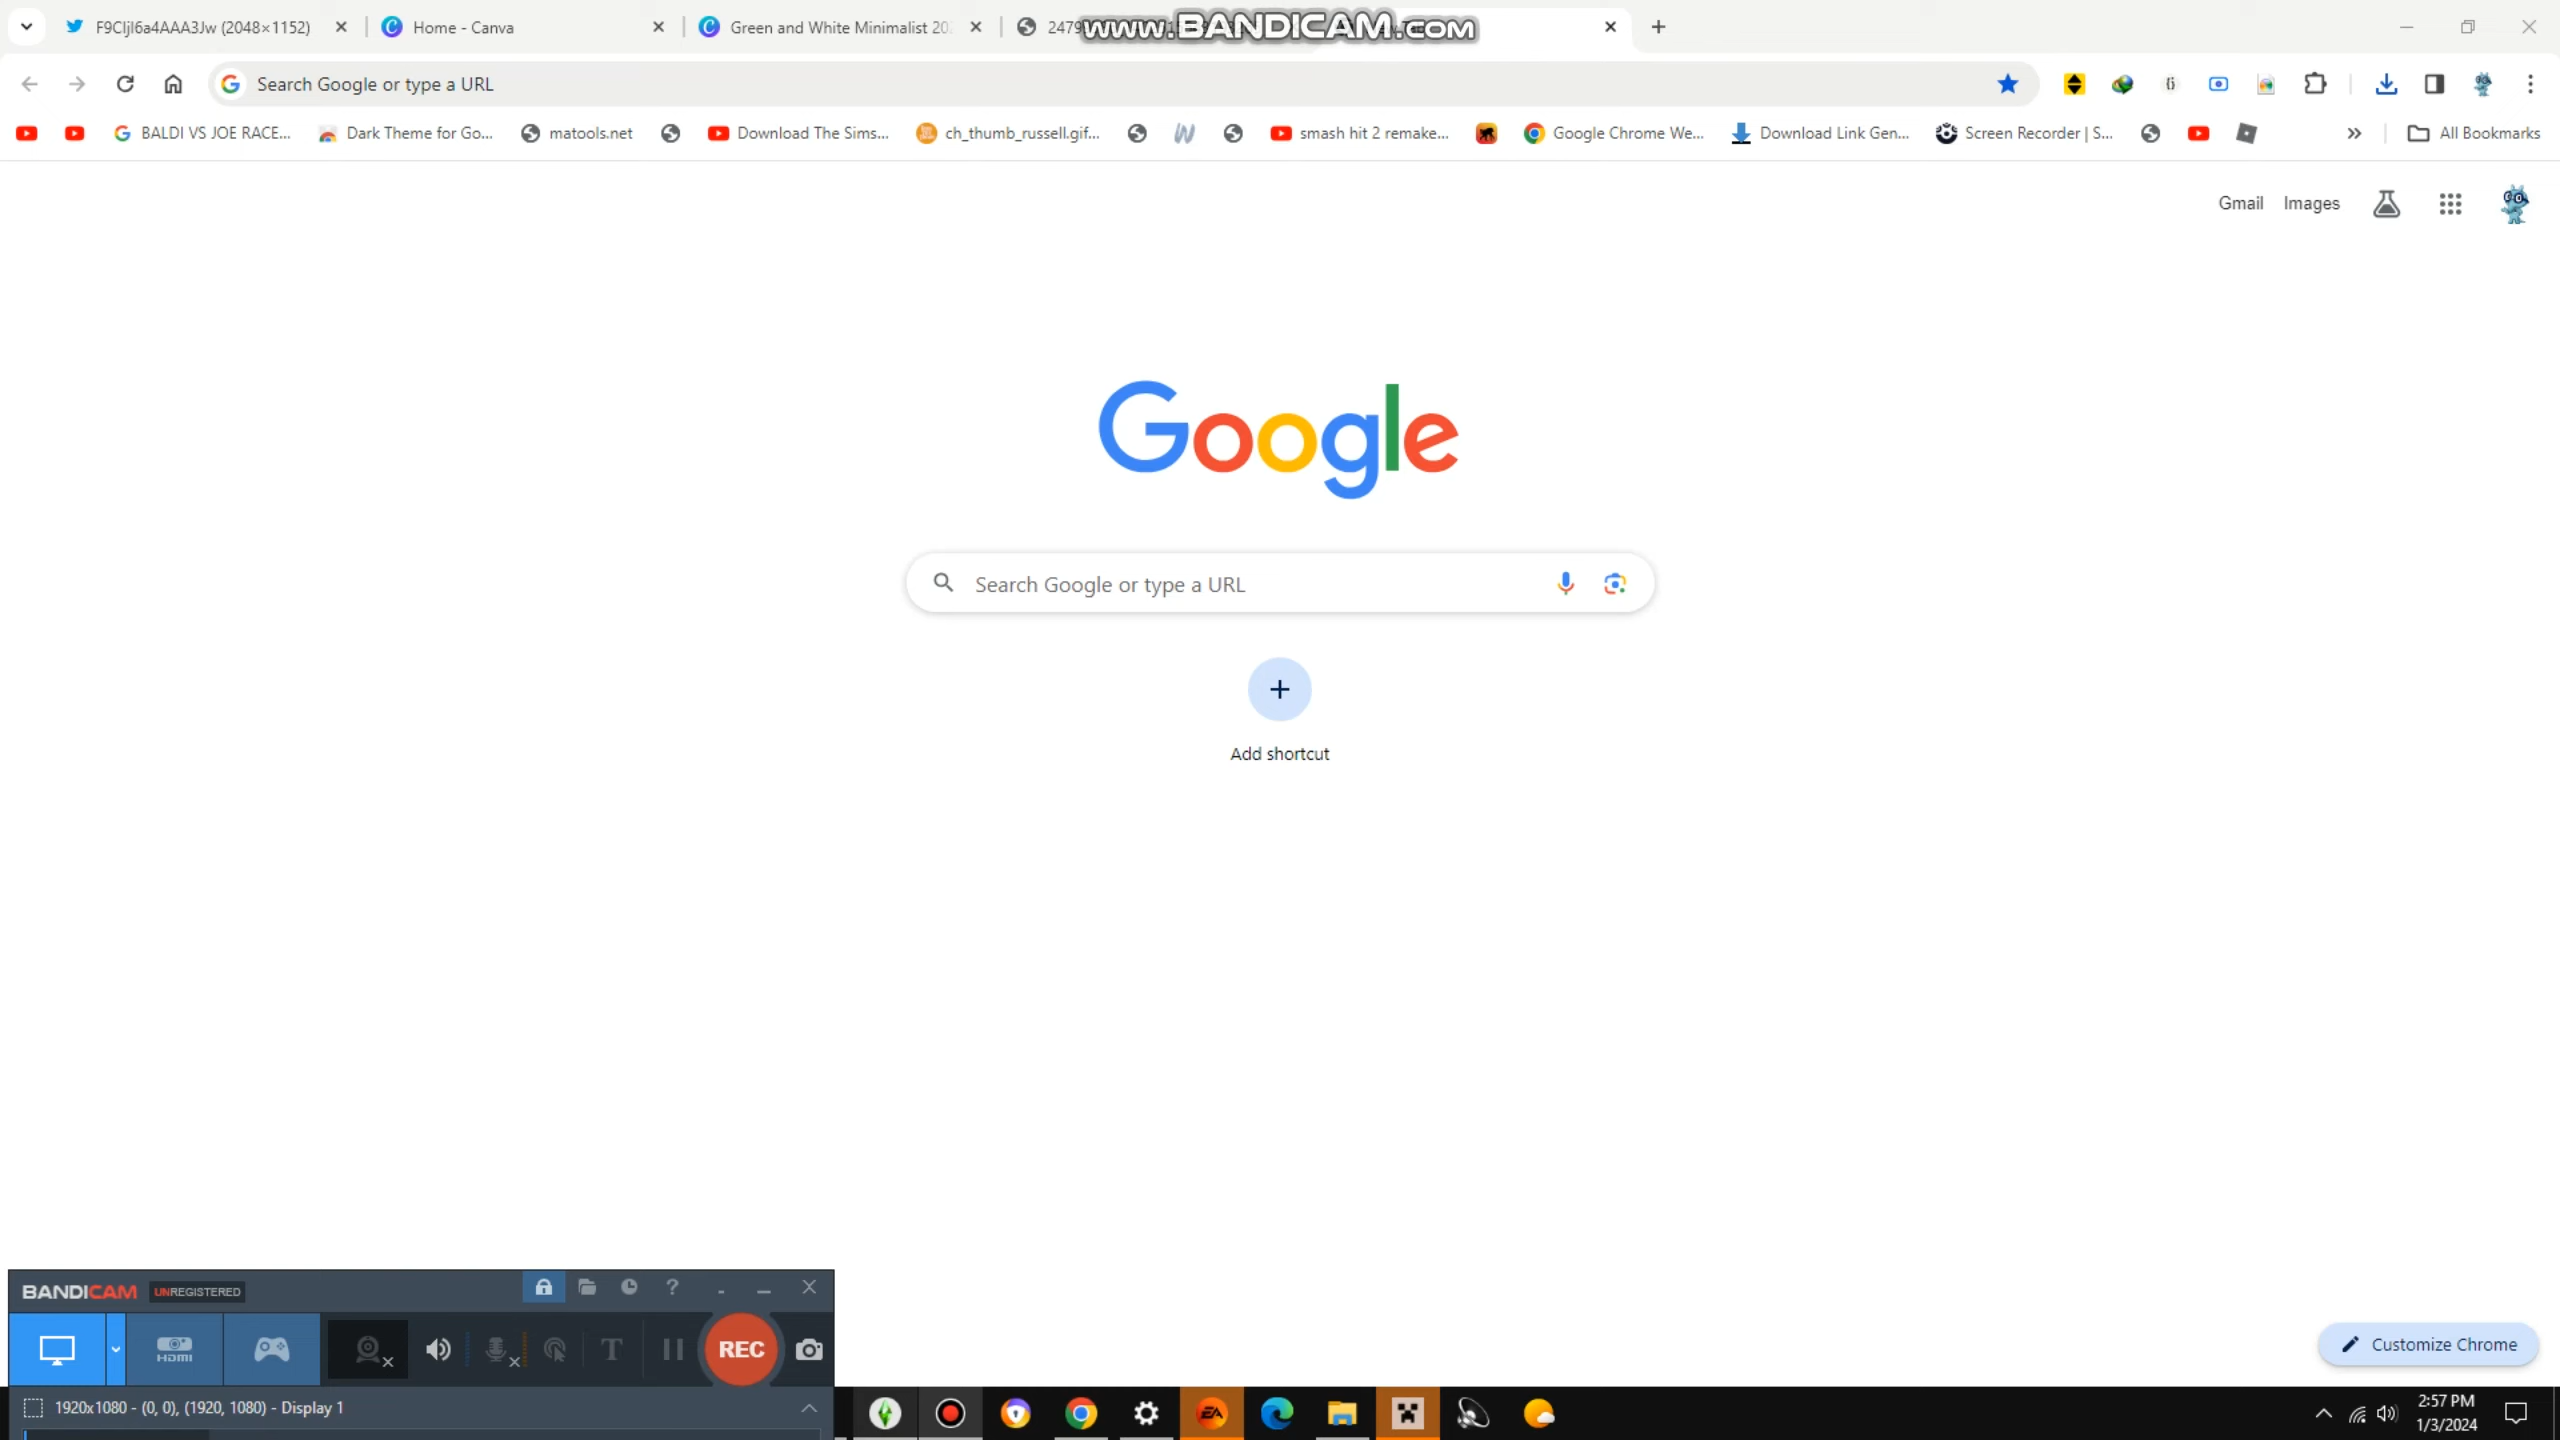 F9CIjI6a4AAA3Jw (2048×1152)
Home - Canva
Green and White Minimalist 20
2479
www.BANDICAM.com
Search Google or type a URL
BALDI VS JOE RACE...
Dark Theme for Go...
matools.net
Download The Sims...
ch_thumb_russell.gif...
smash hit 2 remake...
Google Chrome We...
Download Link Gen...
Screen Recorder | S...
All Bookmarks
Gmail
Images
Google
Search Google or type a URL
Add shortcut
BANDICAM
UNREGISTERED
HDMI
REC
1920x1080 - (0, 0), (1920, 1080) - Display 1
Customize Chrome
EA
2:57 PM
1/3/2024